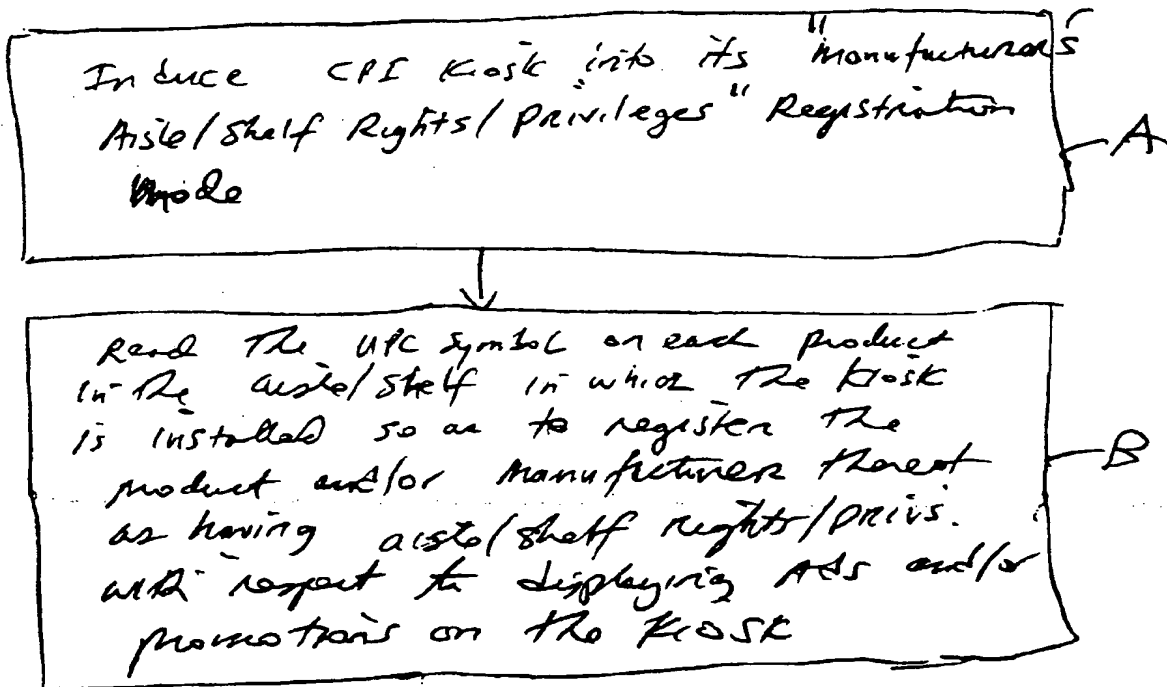 Induce CPI Kiosk into its "Manufacturer's
Aisle/Shelf Rights/Privileges" Registration
Mode
A
Read the UPC symbol on each product
in the aisle/shelf in which the kiosk
is installed so as to register the
product and/or manufacturer thereof
as having aisle/shelf rights/privis.
with respect to displaying Ads and/or
promotions on the Kiosk
B